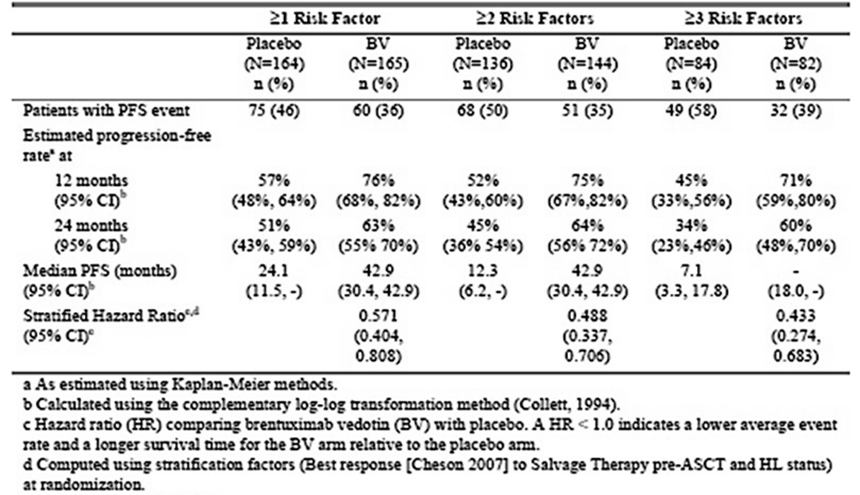 ≥1 Risk Factor ≥2 Risk Factors ≥3 Risk Factors
Placebo BV Placebo BV Placebo BV
(N=164) (N=165) (N=136) (N=144) (N=84) (N=82)
n (%) n (%) n (%) n (%) n (%) n (%)
Patients with PFS event 75 (46) 60 (36) 68 (50) 51 (35) 49 (58) 32 (39)
Estimated progression-free
rateᵃ at
12 months 57% 76% 52% 75% 45% 71%
(95% CI)ᵇ (48%, 64%) (68%, 82%) (43%,60%) (67%,82%) (33%,56%) (59%,80%)
24 months 51% 63% 45% 64% 34% 60%
(95% CI)ᵇ (43%, 59%) (55% 70%) (36% 54%) (56% 72%) (23%,46%) (48%,70%)
Median PFS (months) 24.1 42.9 12.3 42.9 7.1 -
(95% CI)ᵇ (11.5, -) (30.4, 42.9) (6.2, -) (30.4, 42.9) (3.3, 17.8) (18.0, -)
Stratified Hazard Ratioᶜ,ᵈ 0.571 0.488 0.433
(95% CI)ᶜ (0.404, (0.337, (0.274,
0.808) 0.706) 0.683)
a As estimated using Kaplan-Meier methods.
b Calculated using the complementary log-log transformation method (Collett, 1994).
c Hazard ratio (HR) comparing brentuximab vedotin (BV) with placebo. A HR < 1.0 indicates a lower average event
rate and a longer survival time for the BV arm relative to the placebo arm.
d Computed using stratification factors (Best response [Cheson 2007] to Salvage Therapy pre-ASCT and HL status)
at randomization.